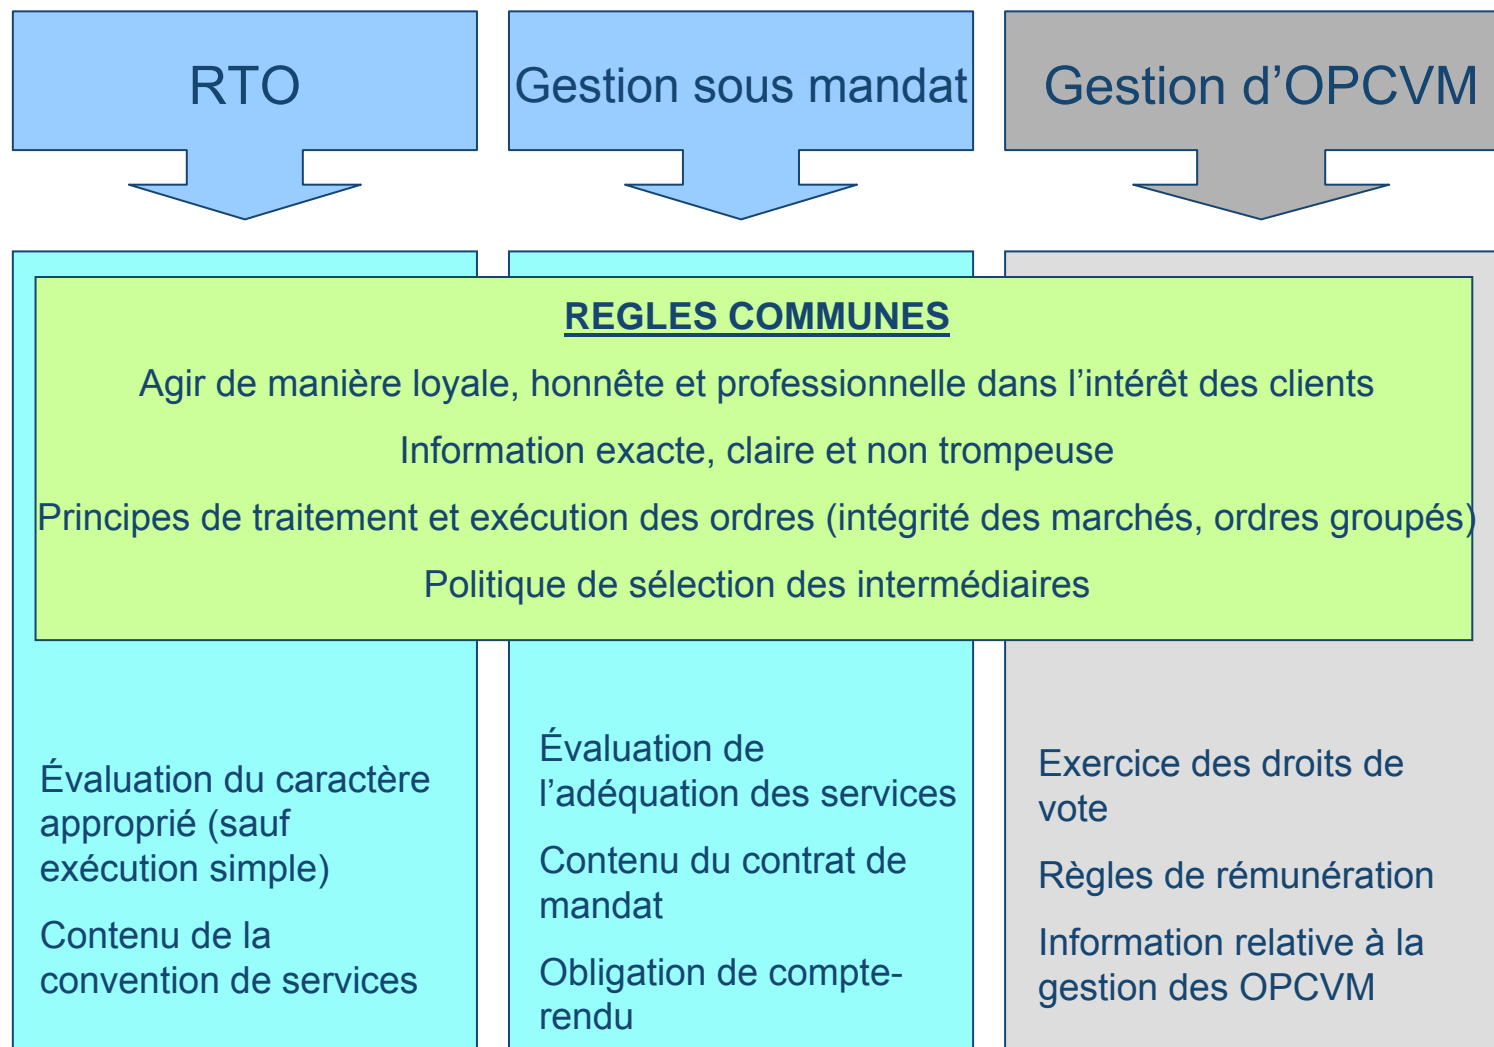 RTO
Gestion sous mandat
Gestion d’OPCVM
REGLES COMMUNES
Agir de manière loyale, honnête et professionnelle dans l’intérêt des clients
Information exacte, claire et non trompeuse
Principes de traitement et exécution des ordres (intégrité des marchés, ordres groupés)
Politique de sélection des intermédiaires
Évaluation du caractère
approprié (sauf
exécution simple)
Contenu de la
convention de services
Évaluation de
l’adéquation des services
Contenu du contrat de
mandat
Obligation de compte-
rendu
Exercice des droits de
vote
Règles de rémunération
Information relative à la
gestion des OPCVM